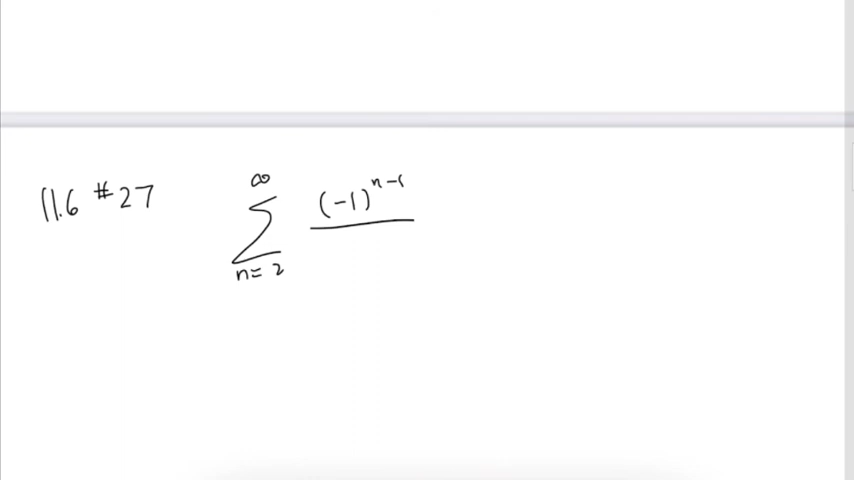 11.6 #27
∞
∑ (-1)^{n-1}
n=2